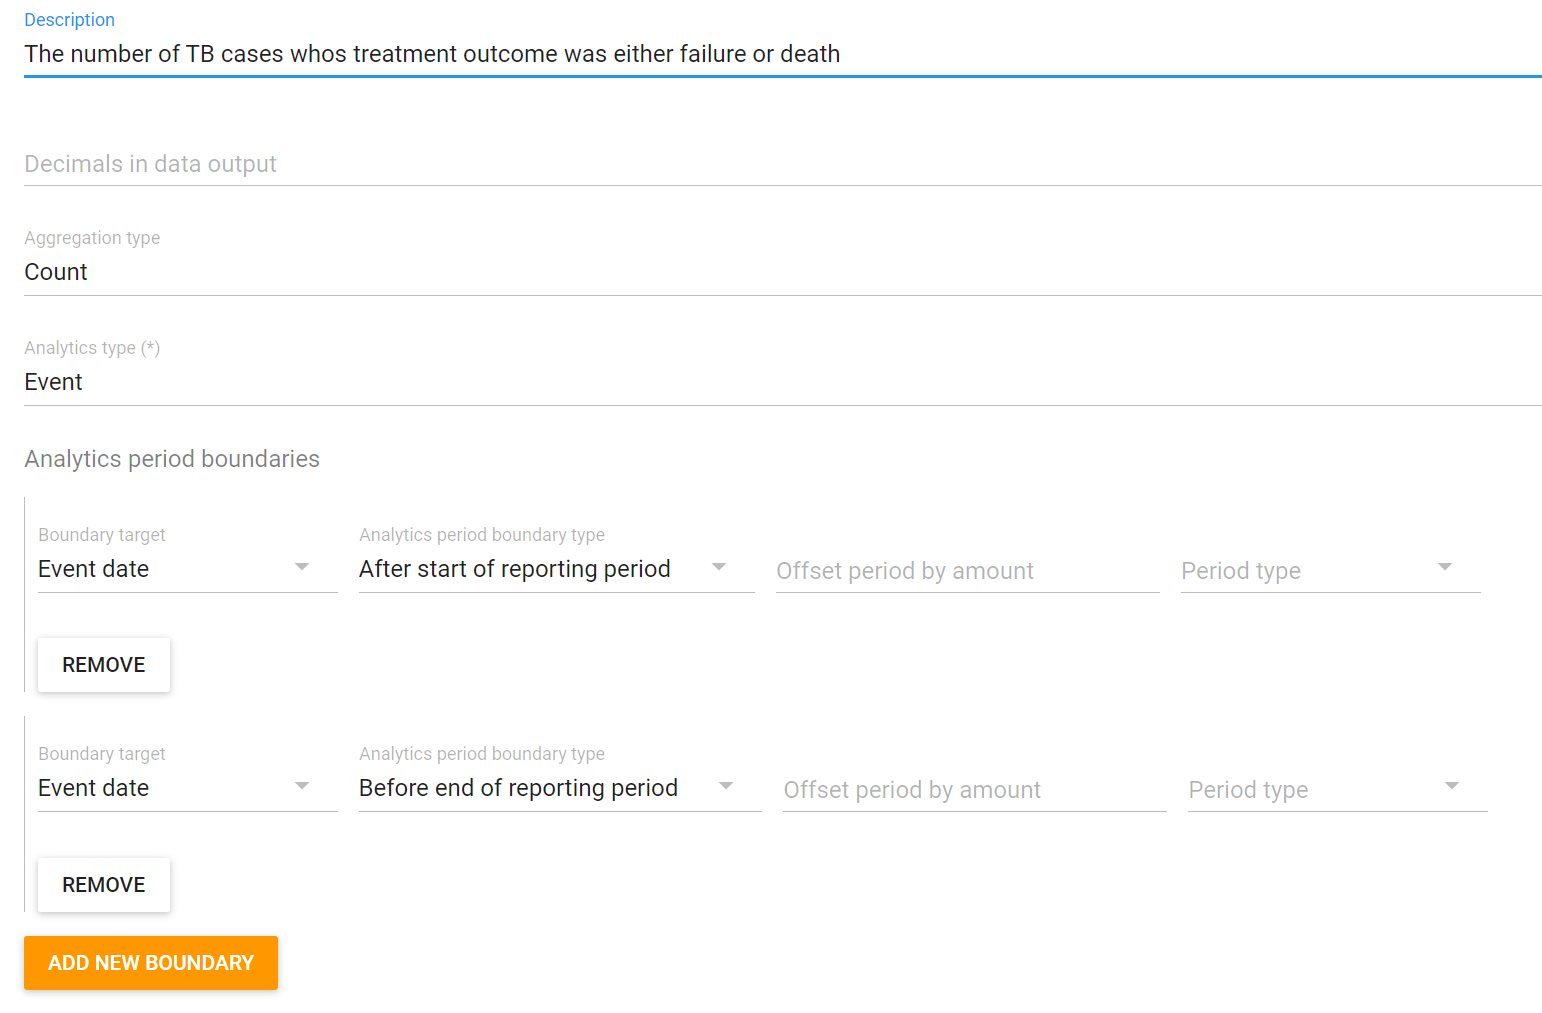 Description
The number of TB cases whos treatment outcome was either failure or death
Decimals in data output
Aggregation type
Count
Analytics type (*)
Event
Analytics period boundaries
Boundary target
Analytics period boundary type
Event date
After start of reporting period
Offset period by amount
Period type
REMOVE
Boundary target
Analytics period boundary type
Event date
Before end of reporting period
Offset period by amount
Period type
REMOVE
ADD NEW BOUNDARY